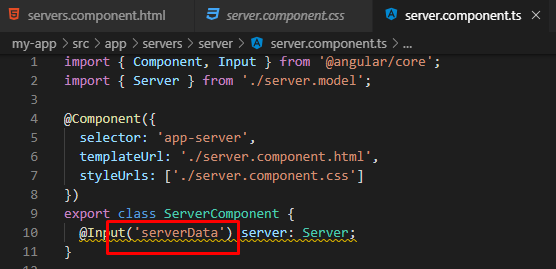 servers.component.html
server.component.css
server.component.ts
my-app > src > app > servers > server > server.component.ts > ...
1 import { Component, Input } from '@angular/core';
2 import { Server } from './server.model';
3
4 @Component({
5 selector: 'app-server',
6 templateUrl: './server.component.html',
7 styleUrls: ['./server.component.css']
8 })
9 export class ServerComponent {
10 @Input('serverData') server: Server;
11 }